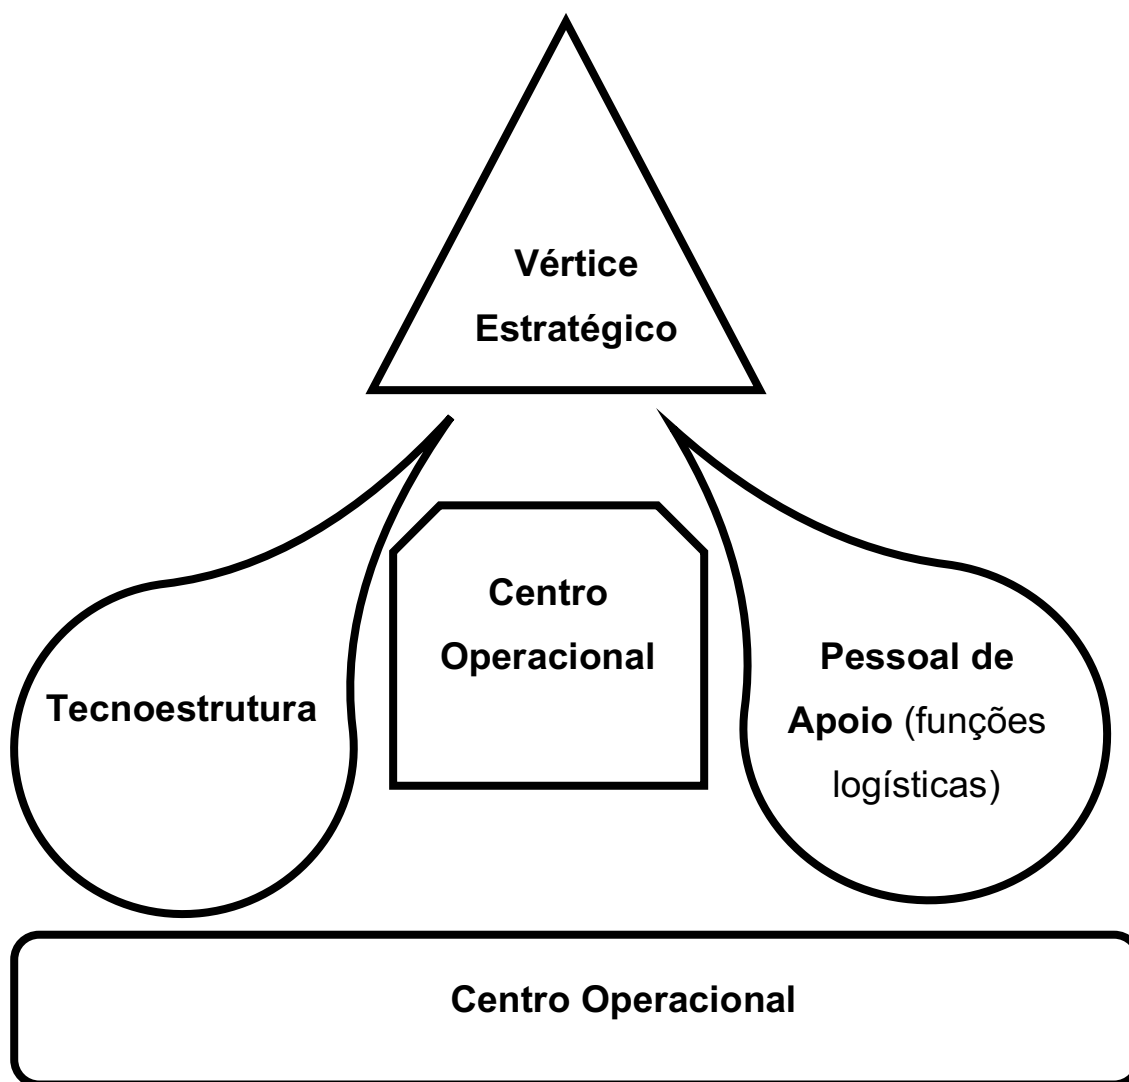 Vértice
Estratégico
Centro
Operacional
Tecnoestrutura
Pessoal de
Apoio (funções
logísticas)
Centro Operacional